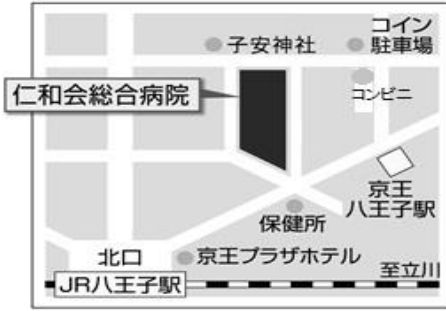 コイン
駐車場
子安神社
コンビニ
仁和会総合病院
京王
八王子駅
保健所
北口
京王プラザホテル
至立川
JR八王子駅